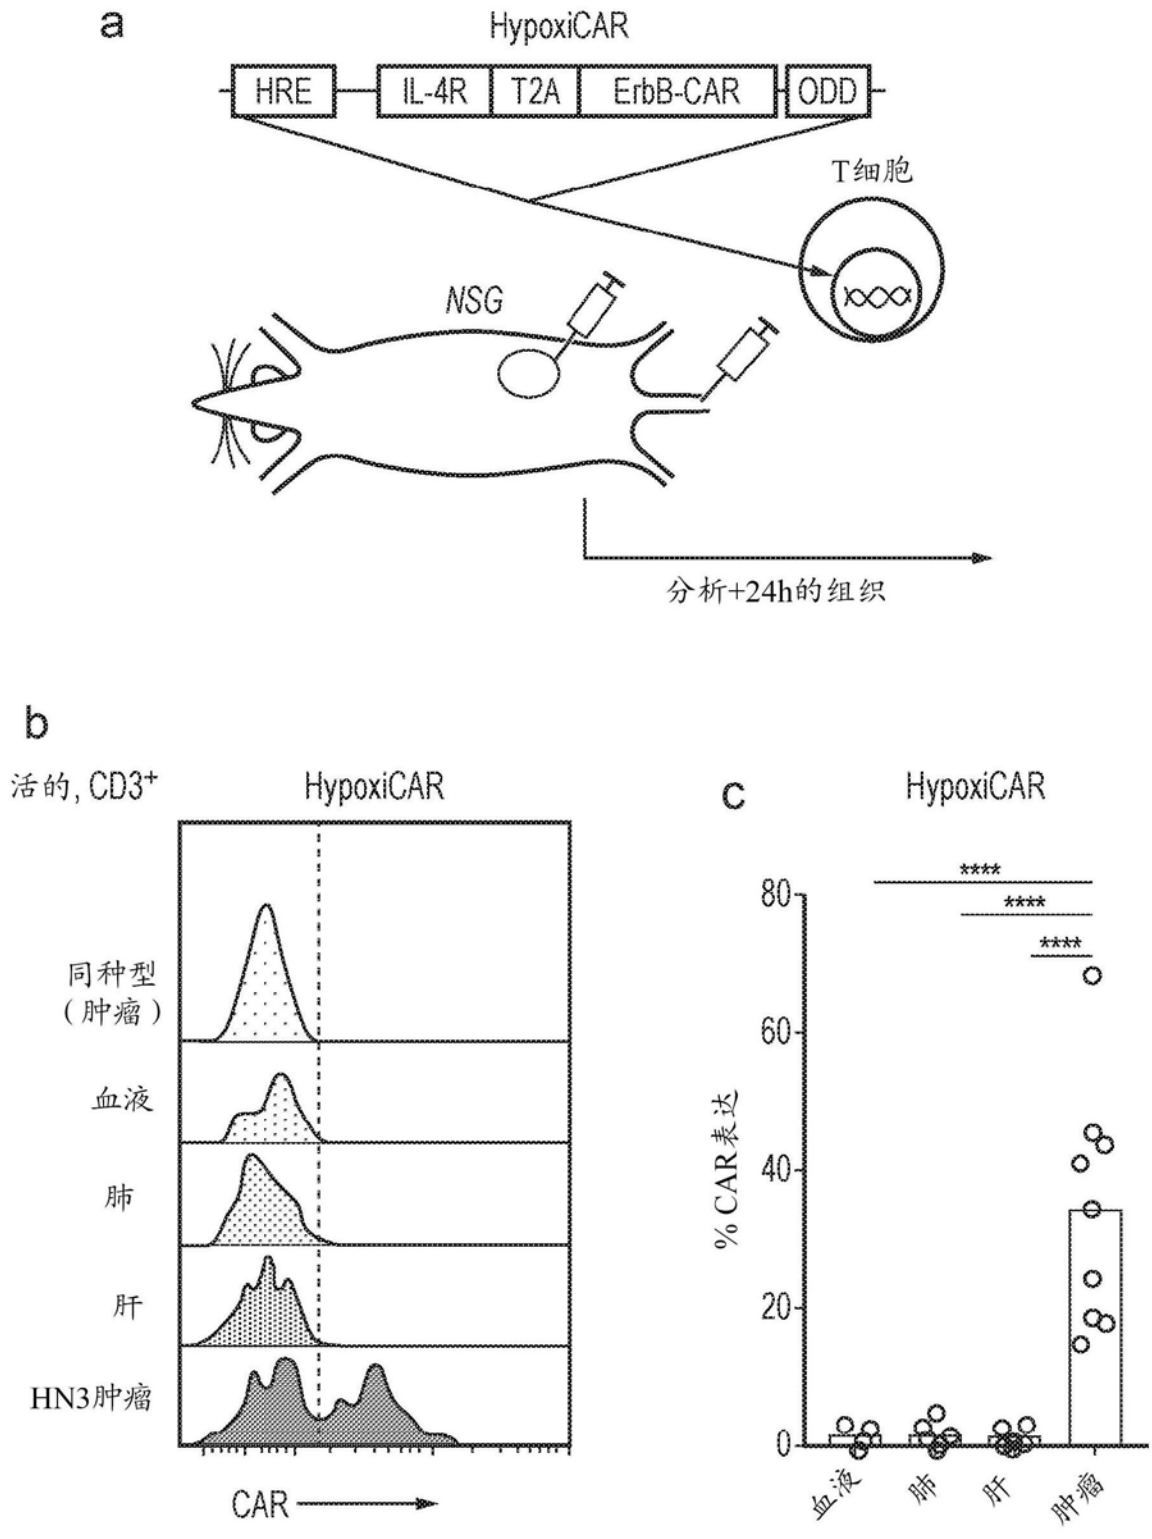 a
HypoxiCAR
HRE IL-4R T2A ErbB-CAR ODD
T细胞
NSG
分析+24h的组织
b
活的, CD3+ HypoxiCAR
同种型
(肿瘤)
血液
肺
肝
HN3肿瘤
CAR
c
HypoxiCAR
****
****
****
80
60
40
20
0
% CAR表达
血液 肺 肝 肿瘤